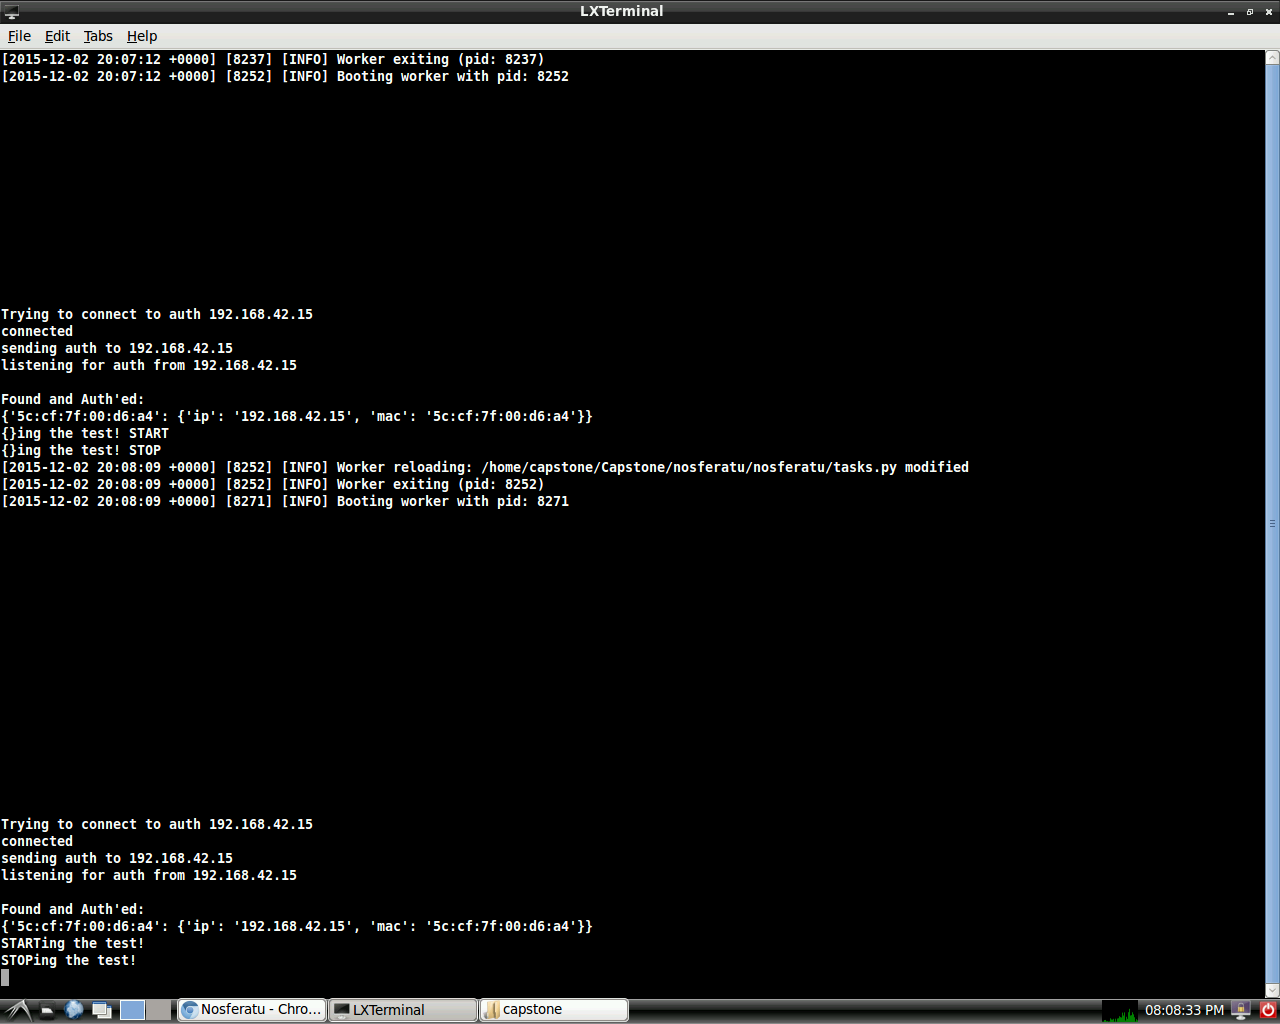 LXTerminal
File Edit Tabs Help
[2015-12-02 20:07:12 +0000] [8237] [INFO] Worker exiting (pid: 8237)
[2015-12-02 20:07:12 +0000] [8252] [INFO] Booting worker with pid: 8252
Trying to connect to auth 192.168.42.15
connected
sending auth to 192.168.42.15
listening for auth from 192.168.42.15
Found and Auth'ed:
{'5c:cf:7f:00:d6:a4': {'ip': '192.168.42.15', 'mac': '5c:cf:7f:00:d6:a4'}}
{}ing the test! START
{}ing the test! STOP
[2015-12-02 20:08:09 +0000] [8252] [INFO] Worker reloading: /home/capstone/Capstone/nosferatu/nosferatu/tasks.py modified
[2015-12-02 20:08:09 +0000] [8252] [INFO] Worker exiting (pid: 8252)
[2015-12-02 20:08:09 +0000] [8271] [INFO] Booting worker with pid: 8271
Trying to connect to auth 192.168.42.15
connected
sending auth to 192.168.42.15
listening for auth from 192.168.42.15
Found and Auth'ed:
{'5c:cf:7f:00:d6:a4': {'ip': '192.168.42.15', 'mac': '5c:cf:7f:00:d6:a4'}}
STARTing the test!
STOPing the test!
Nosferatu - Chro... LXTerminal capstone 08:08:33 PM